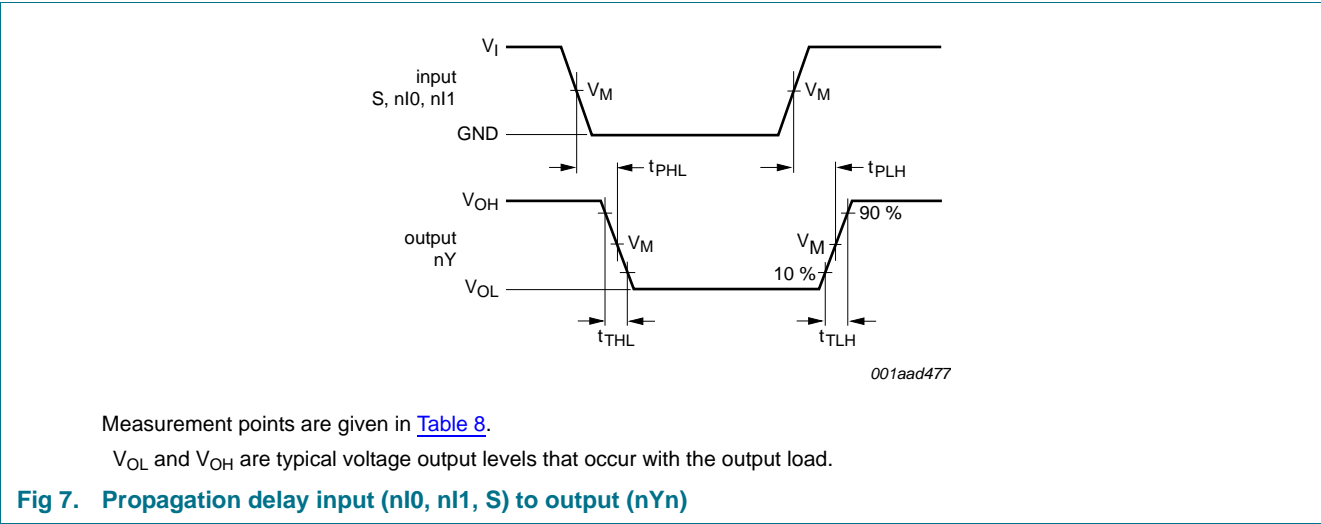 V_I
input
S, nI0, nI1
V_M
V_M
GND
t_PHL
t_PLH
V_OH
90 %
output
nY
V_M
V_M
10 %
V_OL
t_THL
t_TLH
001aad477
Measurement points are given in Table 8.
V_OL and V_OH are typical voltage output levels that occur with the output load.
Fig 7. Propagation delay input (nI0, nI1, S) to output (nYn)